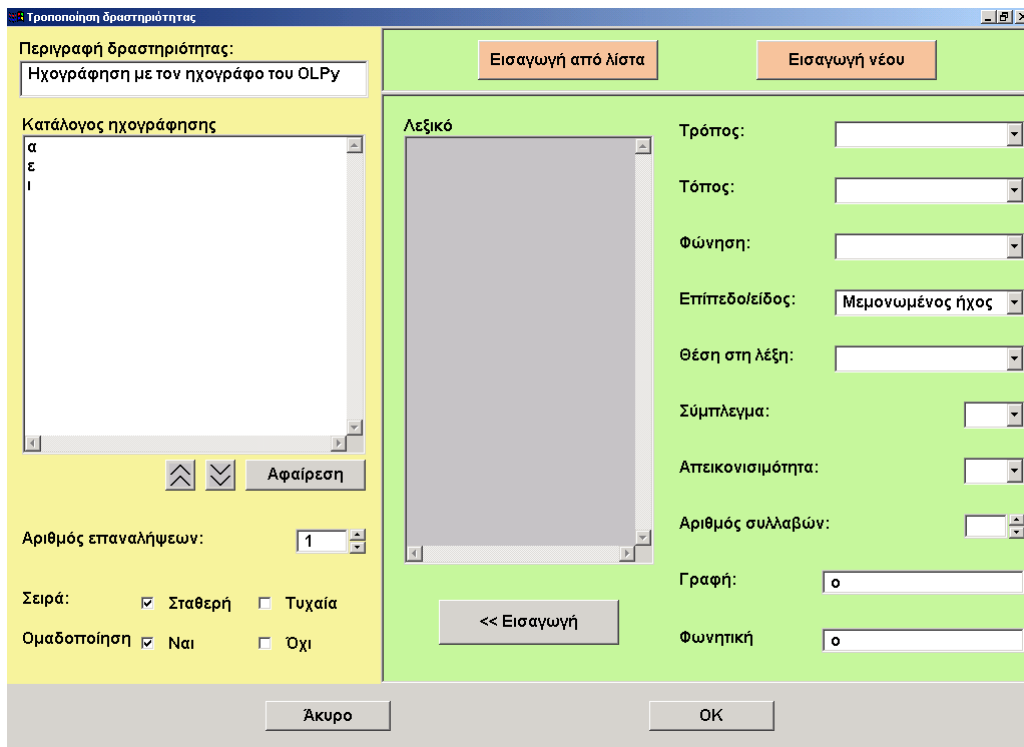 Τροποποίηση δραστηριότητας
Περιγραφή δραστηριότητας:
Ηχογράφηση με τον ηχογράφο του OLPy
Εισαγωγή από λίστα
Εισαγωγή νέου
Κατάλογος ηχογράφησης
α
ε
ι
Αφαίρεση
Αριθμός επαναλήψεων:
1
Σειρά:
Σταθερή
Τυχαία
Ομαδοποίηση
Ναι
Όχι
Λεξικό
<< Εισαγωγή
Τρόπος:
Τόπος:
Φώνηση:
Επίπεδο/είδος:
Μεμονωμένος ήχος
Θέση στη λέξη:
Σύμπλεγμα:
Απεικονισιμότητα:
Αριθμός συλλαβών:
Γραφή:
ο
Φωνητική
ο
Άκυρο
ΟΚ